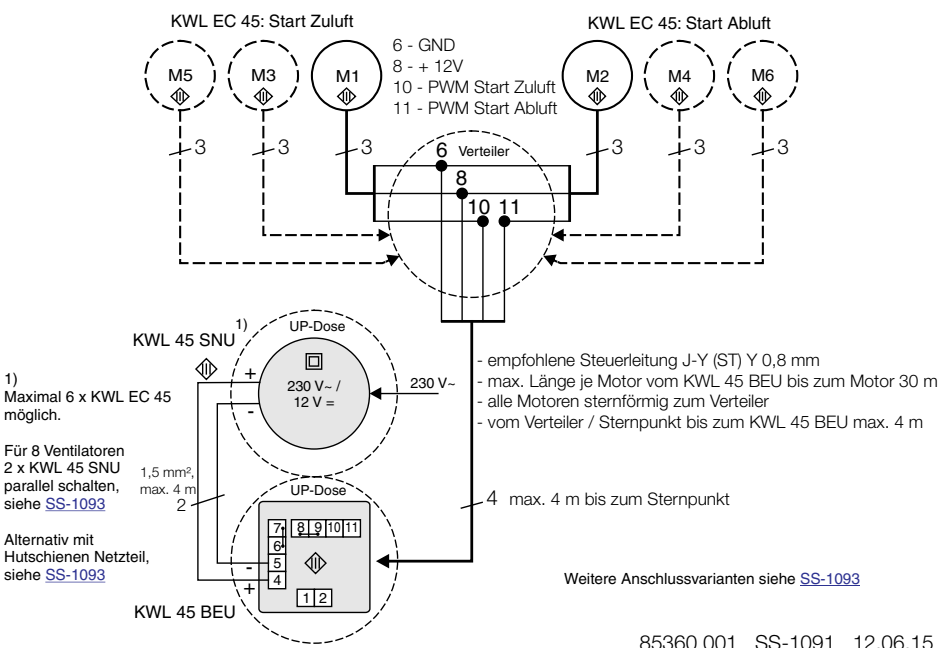 KWL EC 45: Start Zuluft
KWL EC 45: Start Abluft
M5
M3
M1
6 - GND
8 - + 12V
10 - PWM Start Zuluft
11 - PWM Start Abluft
M2
M4
M6
3
3
3
3
3
3
6
Verteiler
8
10
11
KWL 45 SNU
1)
UP-Dose
230 V~ /
12 V =
+
-
230 V~
- empfohlene Steuerleitung J-Y (ST) Y 0,8 mm
- max. Länge je Motor vom KWL 45 BEU bis zum Motor 30 m
- alle Motoren sternförmig zum Verteiler
- vom Verteiler / Sternpunkt bis zum KWL 45 BEU max. 4 m
1)
Maximal 6 x KWL EC 45
möglich.
Für 8 Ventilatoren
2 x KWL 45 SNU
parallel schalten,
siehe SS-1093
Alternativ mit
Hutschienen Netzteil,
siehe SS-1093
1,5 mm²,
max. 4 m
2
UP-Dose
7
8 9 10 11
6
5
4
-
+
1 2
KWL 45 BEU
4 max. 4 m bis zum Sternpunkt
Weitere Anschlussvarianten siehe SS-1093
85360 001 SS-1091 12.06.15